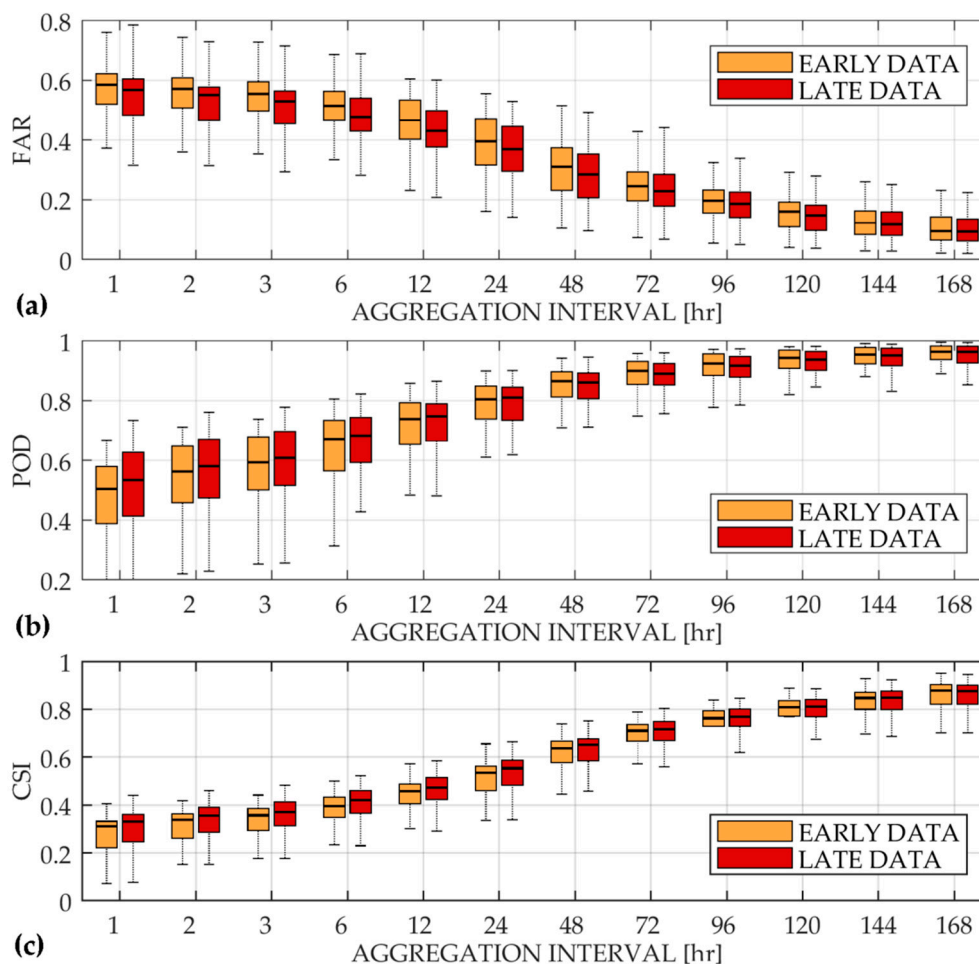 0.8
EARLY DATA
0.6
LATE DATA
FAR
0.4
0.2
0
1 2 3 6 12 24 48 72 96 120 144 168
(a)
AGGREGATION INTERVAL [hr]
1
0.8
POD
0.6
EARLY DATA
0.4
LATE DATA
0.2
1 2 3 6 12 24 48 72 96 120 144 168
(b)
AGGREGATION INTERVAL [hr]
1
0.8
0.6
CSI
0.4
EARLY DATA
0.2
LATE DATA
0
1 2 3 6 12 24 48 72 96 120 144 168
(c)
AGGREGATION INTERVAL [hr]